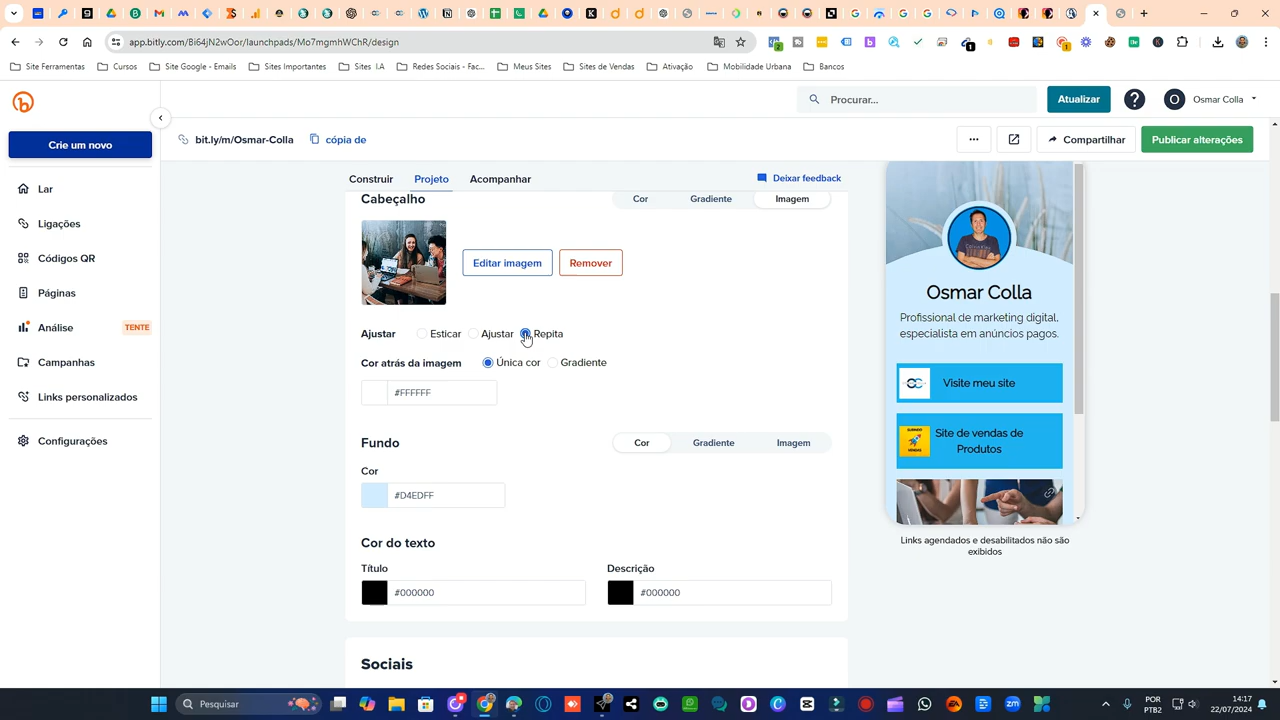 app.bitly.com/Bi64jN2wOor/launchpads/Mo7mgmhWChR/design
Site Ferramentas
Cursos
Site Google - Emails
Sites Importantes
Sites I.A
Redes Sociais - Fac...
Meus Sites
Sites de Vendas
Ativação
Mobilidade Urbana
Bancos
Procurar...
Atualizar
O
Osmar Colla
Crie um novo
bit.ly/m/Osmar-Colla
cópia de
Compartilhar
Publicar alterações
Lar
Ligações
Códigos QR
Páginas
Análise
TENTE
Campanhas
Links personalizados
Configurações
Construir
Projeto
Acompanhar
Deixar feedback
Cabeçalho
Cor
Gradiente
Imagem
Editar imagem
Remover
Ajustar
Esticar
Ajustar
Repita
Cor atrás da imagem
Única cor
Gradiente
#FFFFFF
Fundo
Cor
Gradiente
Imagem
Cor
#D4EDFF
Cor do texto
Título
Descrição
#000000
#000000
Sociais
Osmar Colla
Profissional de marketing digital,
especialista em anúncios pagos.
Visite meu site
Site de vendas de
Produtos
Links agendados e desabilitados não são
exibidos
Pesquisar
POR
PTB2
14:17
22/07/2024